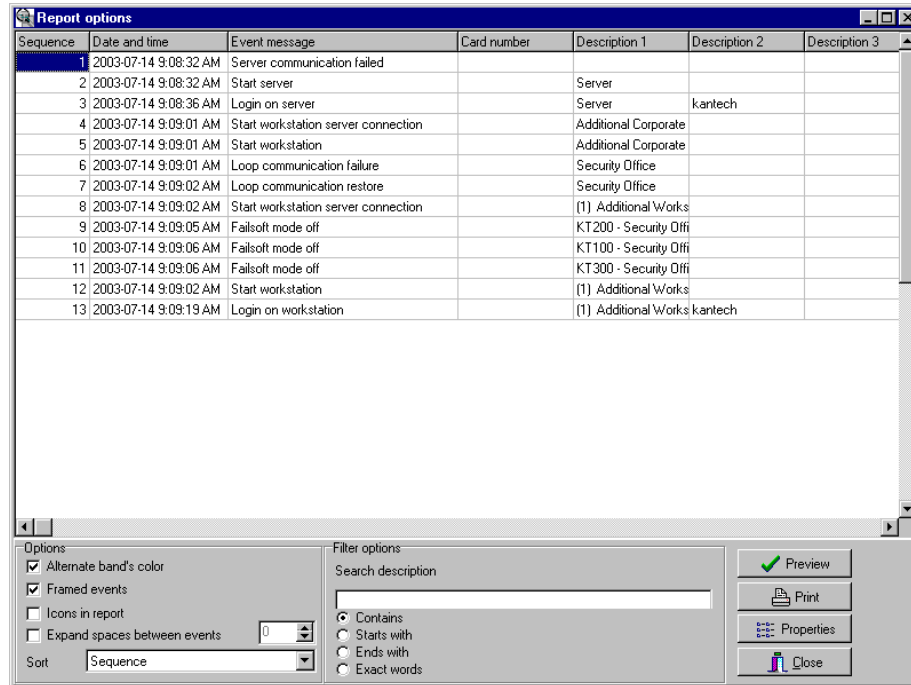 Report options
Sequence Date and time Event message Card number Description 1 Description 2 Description 3
1 2003-07-14 9:08:32 AM Server communication failed
2 2003-07-14 9:08:32 AM Start server Server
3 2003-07-14 9:08:36 AM Login on server Server kantech
4 2003-07-14 9:09:01 AM Start workstation server connection Additional Corporate
5 2003-07-14 9:09:01 AM Start workstation Additional Corporate
6 2003-07-14 9:09:01 AM Loop communication failure Security Office
7 2003-07-14 9:09:02 AM Loop communication restore Security Office
8 2003-07-14 9:09:02 AM Start workstation server connection (1) Additional Works
9 2003-07-14 9:09:05 AM Failsoft mode off KT200 - Security Offi
10 2003-07-14 9:09:06 AM Failsoft mode off KT100 - Security Offi
11 2003-07-14 9:09:06 AM Failsoft mode off KT300 - Security Offi
12 2003-07-14 9:09:02 AM Start workstation (1) Additional Works
13 2003-07-14 9:09:19 AM Login on workstation (1) Additional Works kantech
Options
Alternate band's color
Framed events
Icons in report
Expand spaces between events 0
Sort Sequence
Filter options
Search description
Contains
Starts with
Ends with
Exact words
Preview
Print
Properties
Close